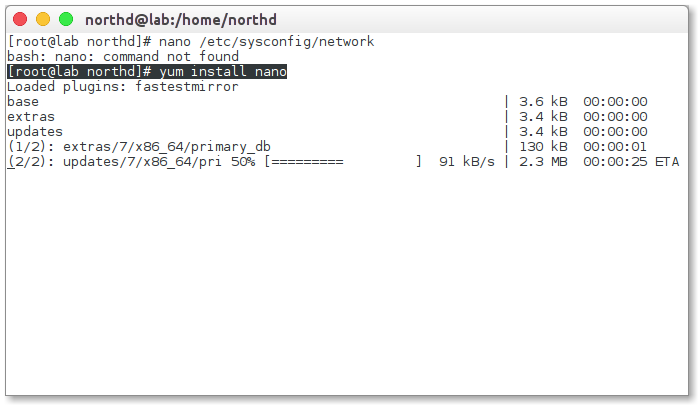 northd@lab:/home/northd
[root@lab northd]# nano /etc/sysconfig/network
bash: nano: command not found
[root@lab northd]# yum install nano
Loaded plugins: fastestmirror
base | 3.6 kB 00:00:00
extras | 3.4 kB 00:00:00
updates | 3.4 kB 00:00:00
(1/2): extras/7/x86_64/primary_db | 130 kB 00:00:01
(2/2): updates/7/x86_64/pri 50% [========= ] 91 kB/s | 2.3 MB 00:00:25 ETA